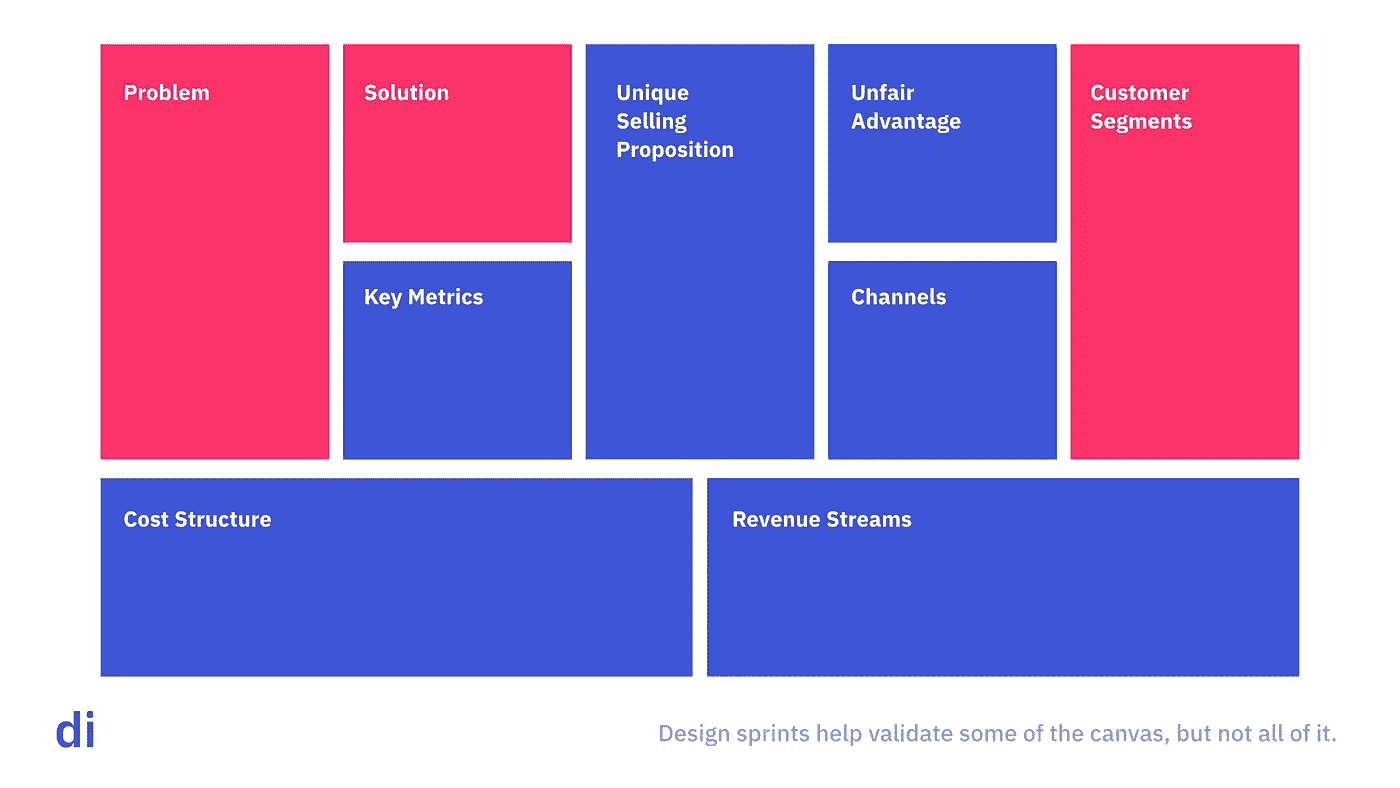 Problem
Solution
Unique
Selling
Proposition
Unfair
Advantage
Customer
Segments
Key Metrics
Channels
Cost Structure
Revenue Streams
di
Design sprints help validate some of the canvas, but not all of it.